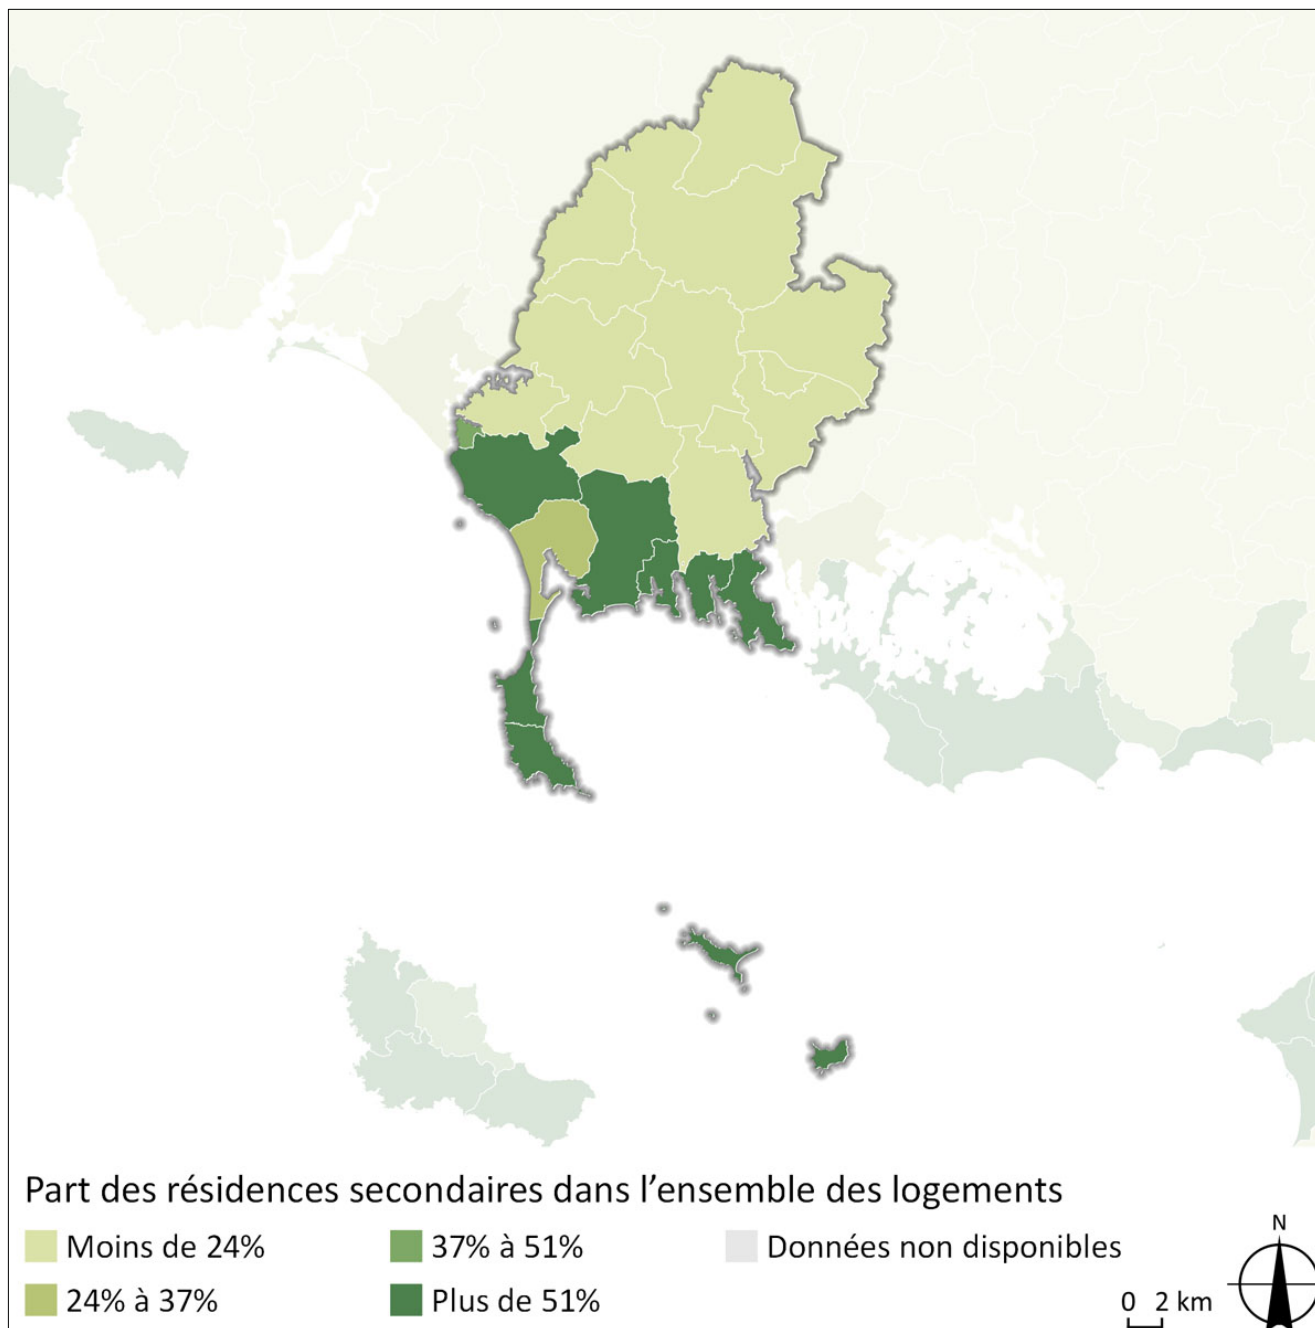 Part des résidences secondaires dans l’ensemble des logements
Moins de 24%
37% à 51%
Données non disponibles
24% à 37%
Plus de 51%
0 2 km
N